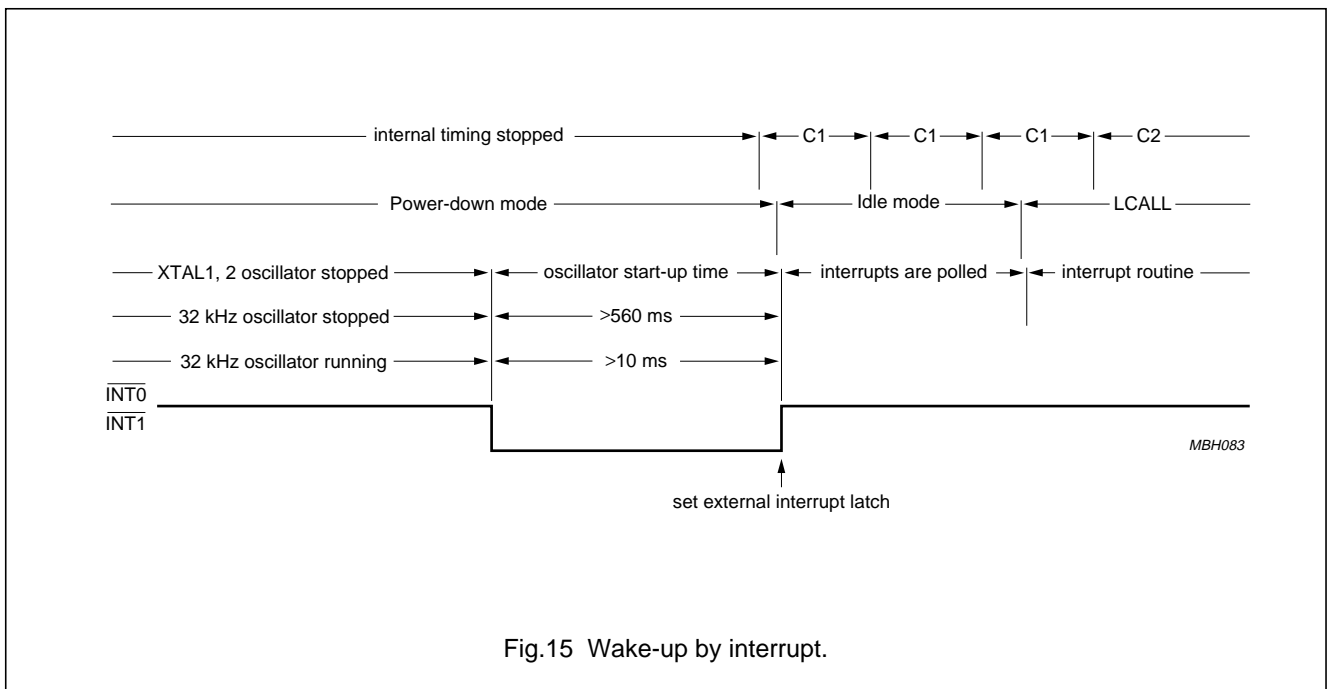 internal timing stopped C1 C1 C1 C2
Power-down mode Idle mode LCALL
XTAL1, 2 oscillator stopped oscillator start-up time interrupts are polled interrupt routine
32 kHz oscillator stopped >560 ms
32 kHz oscillator running >10 ms
INT0
INT1
MBH083
set external interrupt latch
Fig.15 Wake-up by interrupt.